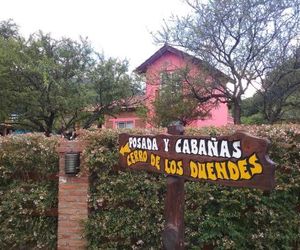 POSADA Y CABAÑAS
CERRO DE LOS DUENDES